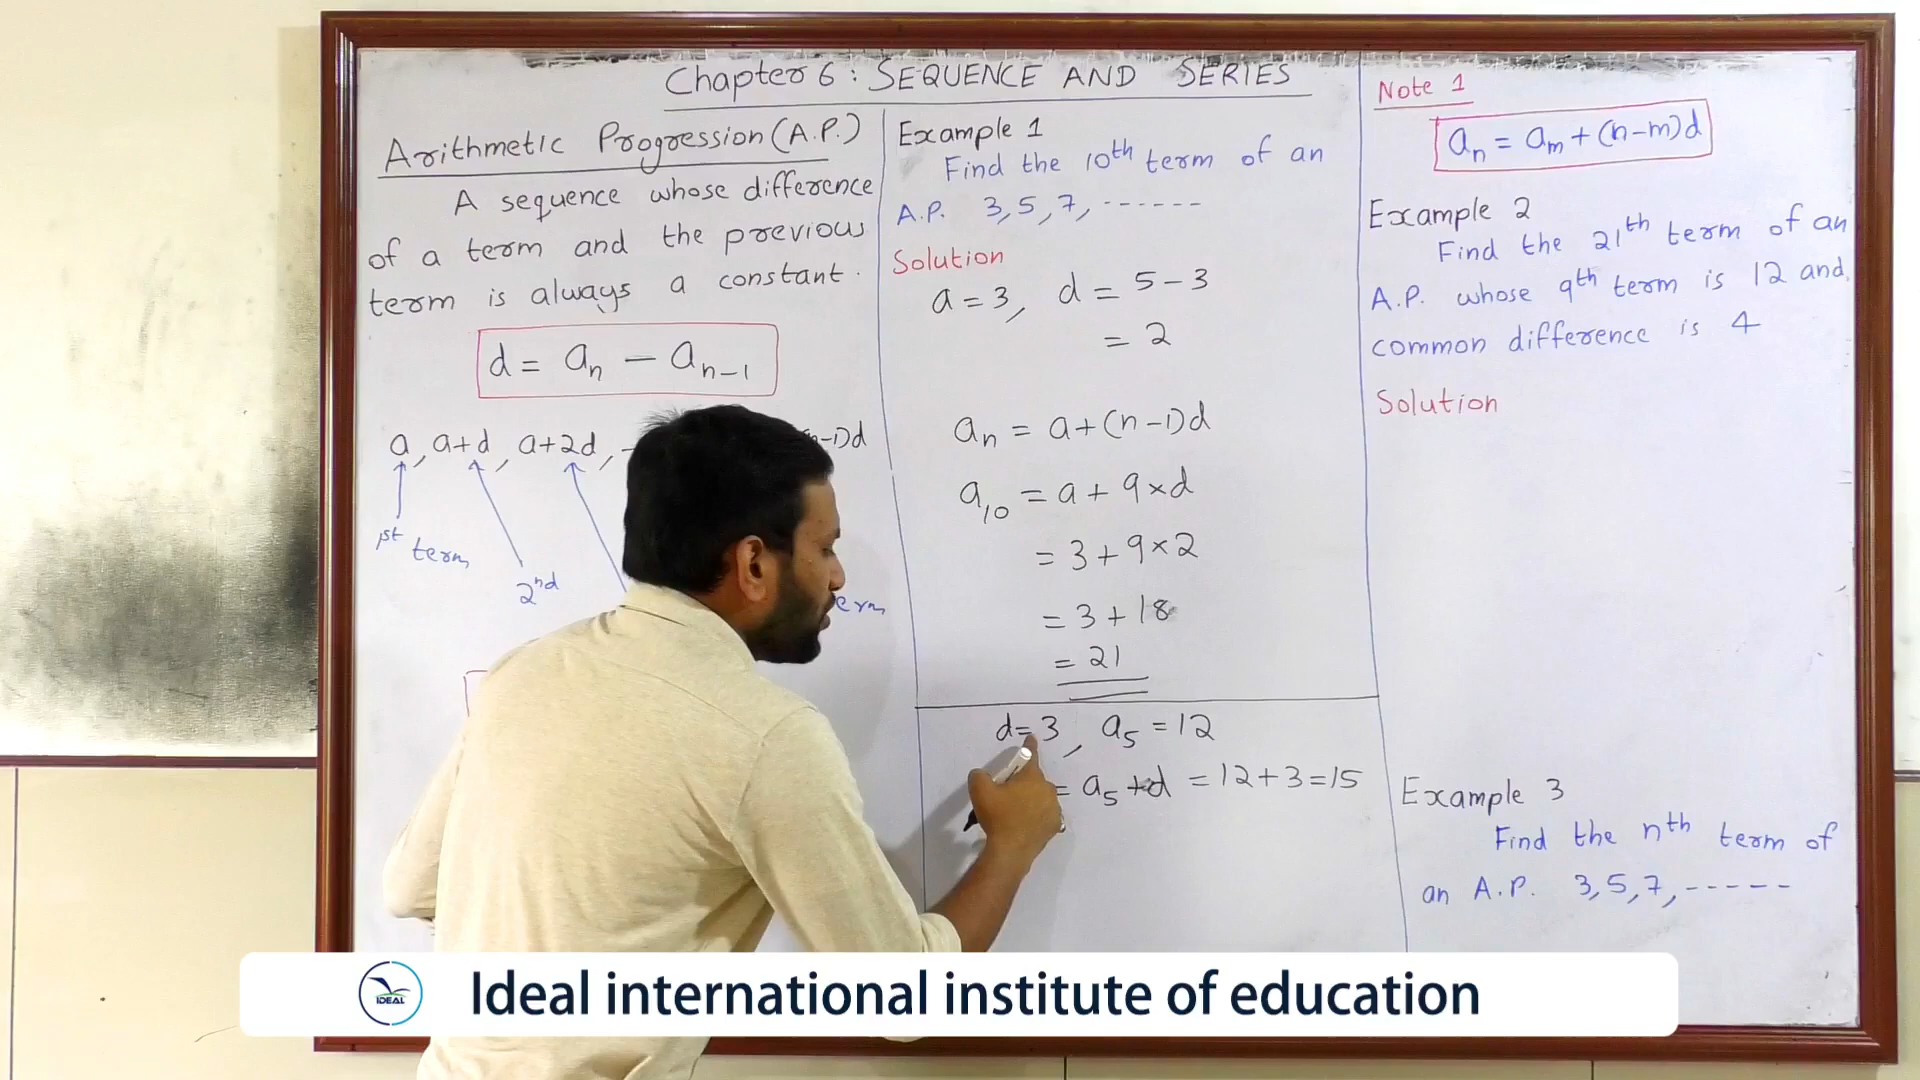 Chapter 6 : SEQUENCE AND SERIES
Arithmetic Progression (A.P.)
A sequence whose difference
of a term and the previous
term is always a constant.
d = aₙ − aₙ₋₁
a, a+d, a+2d, -1)d
1st term
2nd
erm
Example 1
Find the 10th term of an
A.P. 3, 5, 7, ------
Solution
a = 3, d = 5 − 3
= 2
aₙ = a + (n − 1)d
a₁₀ = a + 9 × d
= 3 + 9 × 2
= 3 + 18
= 21
d = 3, a₅ = 12
= a₅ + d = 12 + 3 = 15
Note 1
aₙ = aₘ + (n−m)d
Example 2
Find the 21th term of an
A.P. whose 9th term is 12 and
common difference is 4
Solution
Example 3
Find the nth term of
an A.P. 3, 5, 7, -----
IDEAL
Ideal international institute of education